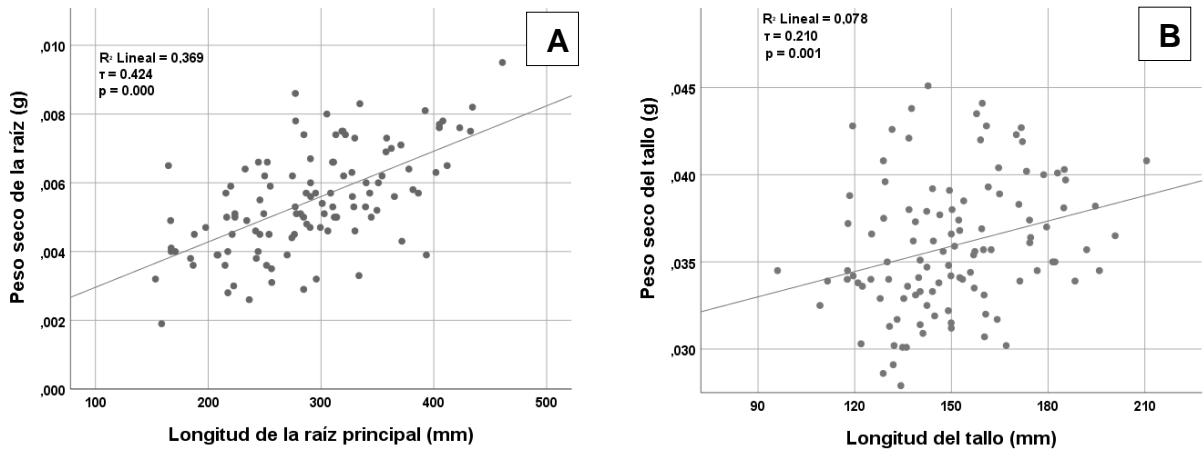 A
R² Lineal = 0,369
τ = 0.424
p = 0.000
Peso seco de la raíz (g)
,010
,008
,006
,004
,002
,000
100 200 300 400 500
Longitud de la raíz principal (mm)
B
R² Lineal = 0,078
τ = 0.210
p = 0.001
Peso seco del tallo (g)
,045
,040
,035
,030
90 120 150 180 210
Longitud del tallo (mm)